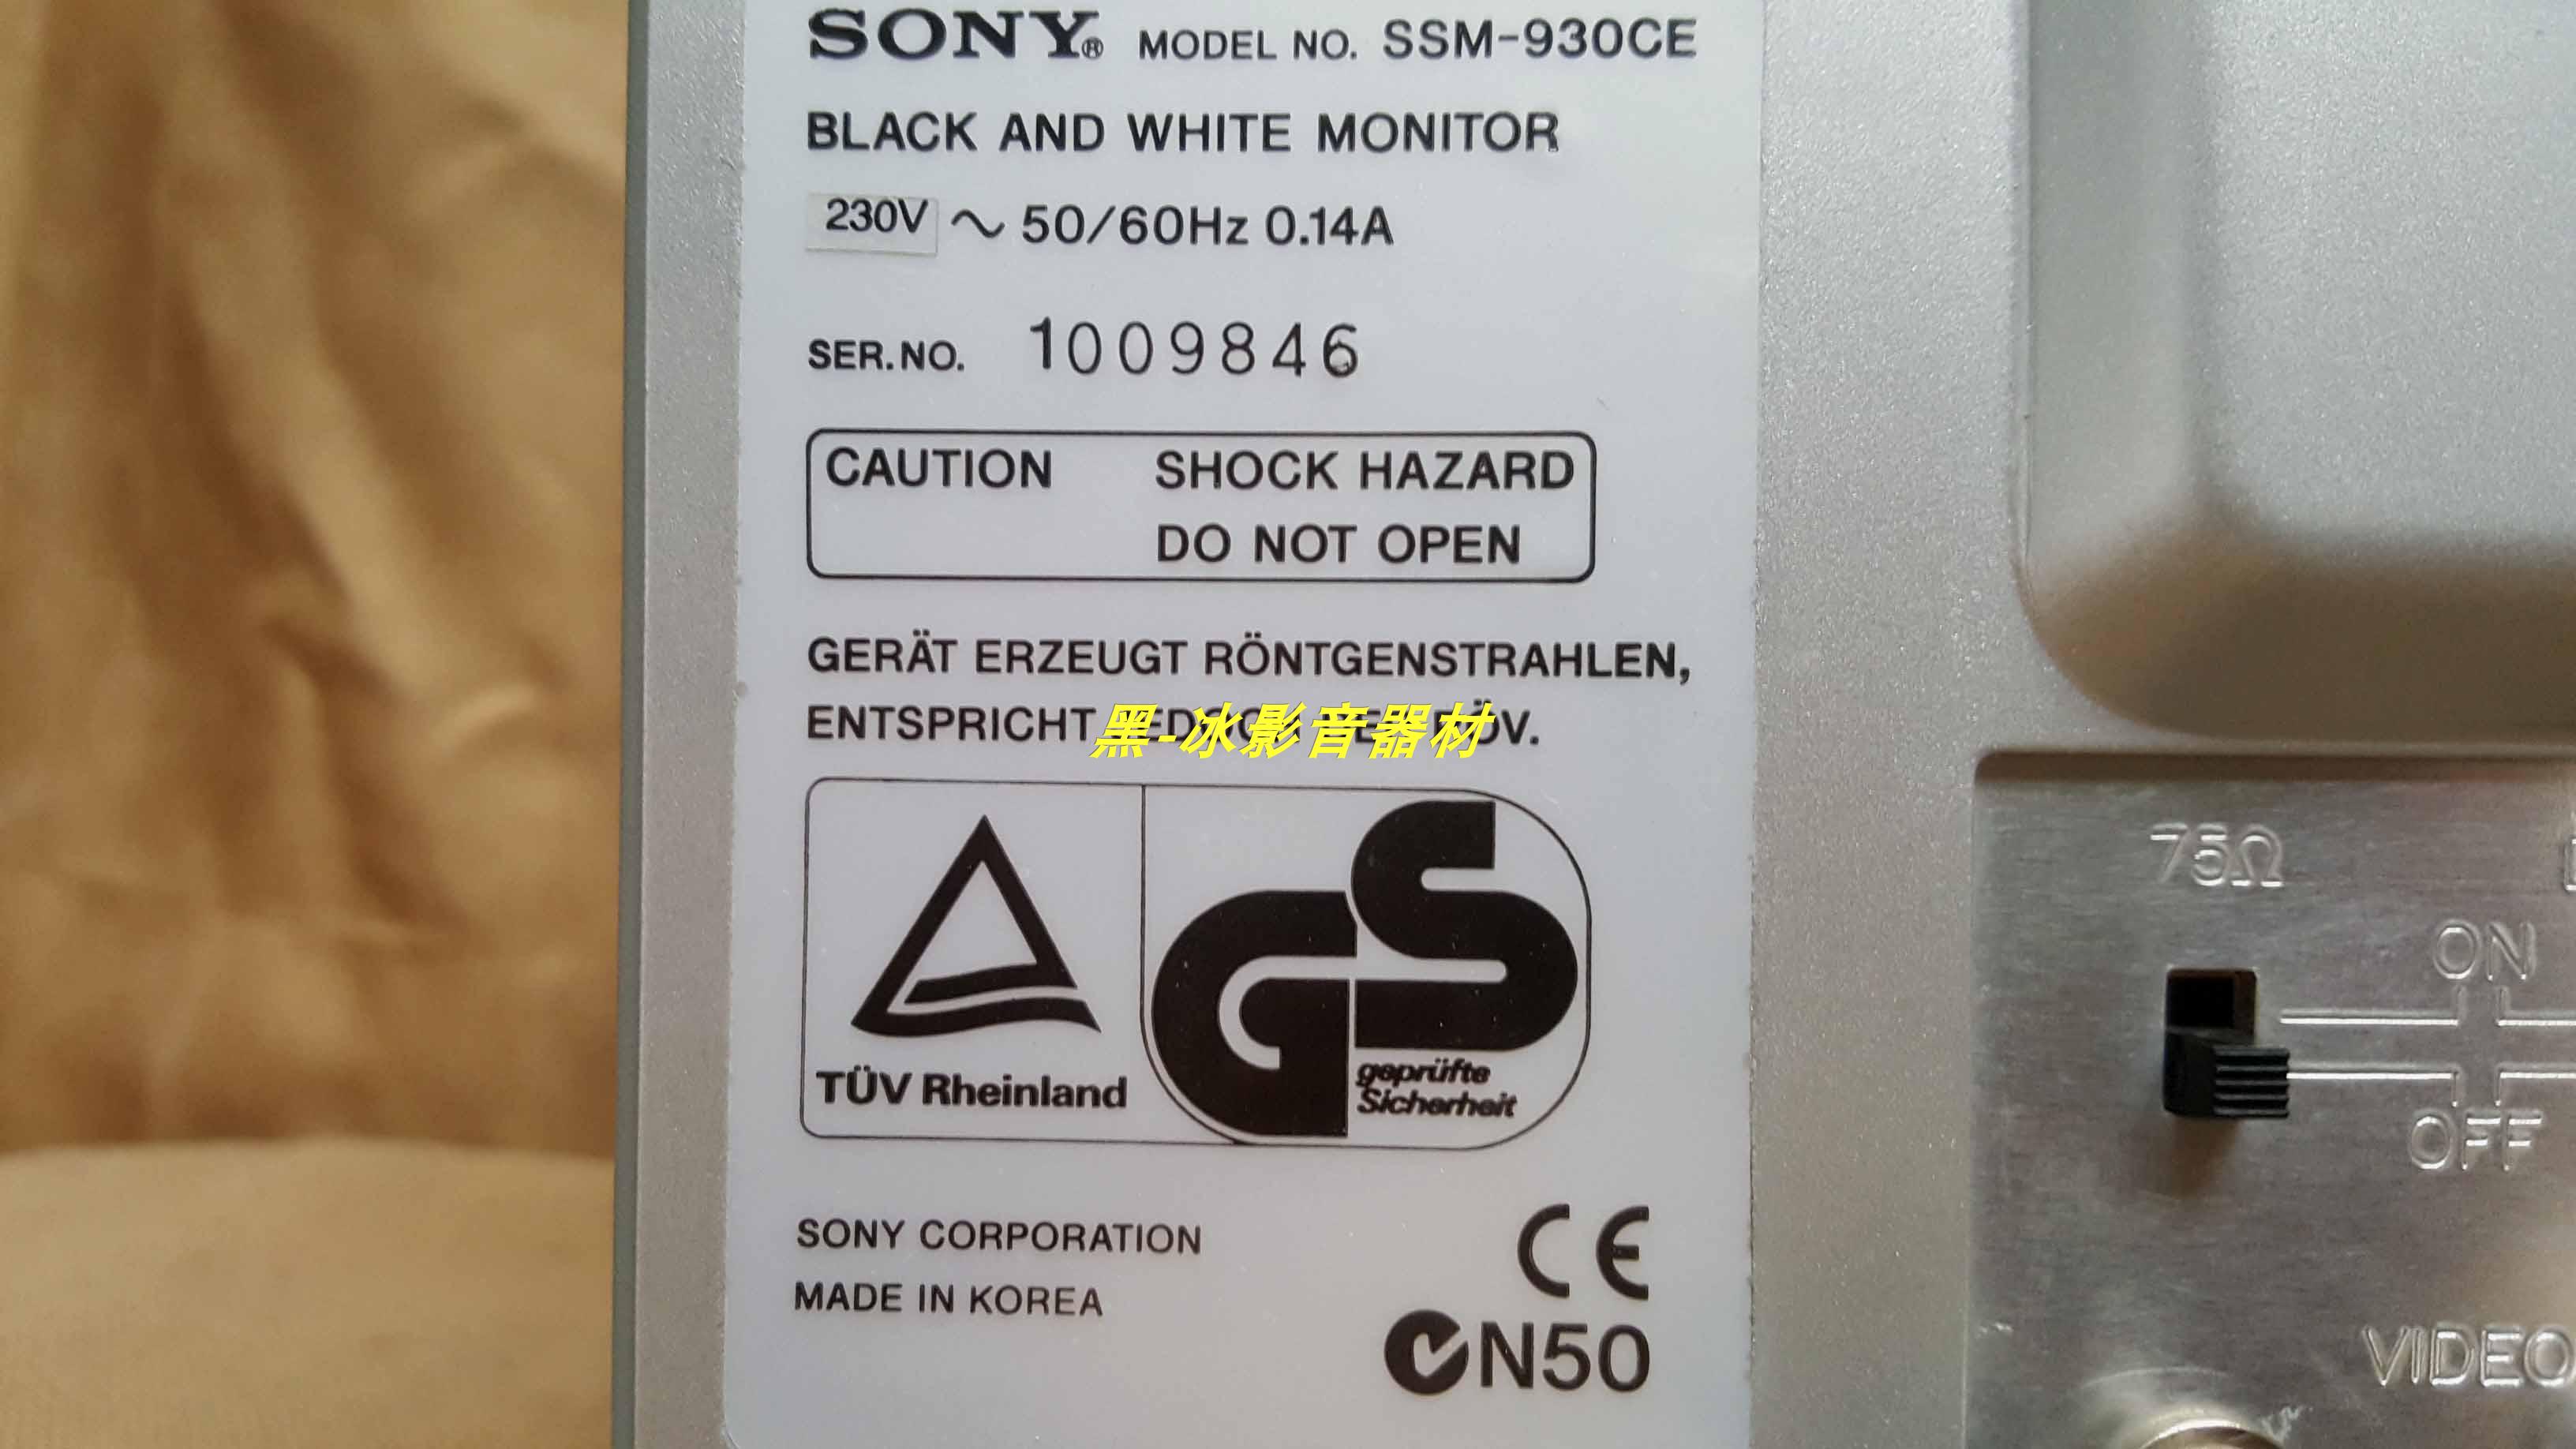 SONY® MODEL NO. SSM-930CE
BLACK AND WHITE MONITOR
230V ~ 50/60Hz 0.14A
SER.NO. 1009846
CAUTION SHOCK HAZARD
DO NOT OPEN
GERÄT ERZEUGT RÖNTGENSTRAHLEN,
ENTSPRICHT
黑-冰影音器材
TÜV Rheinland
GS
geprüfte
Sicherheit
SONY CORPORATION
MADE IN KOREA
CE
N50
75Ω
ON
OFF
VIDEO